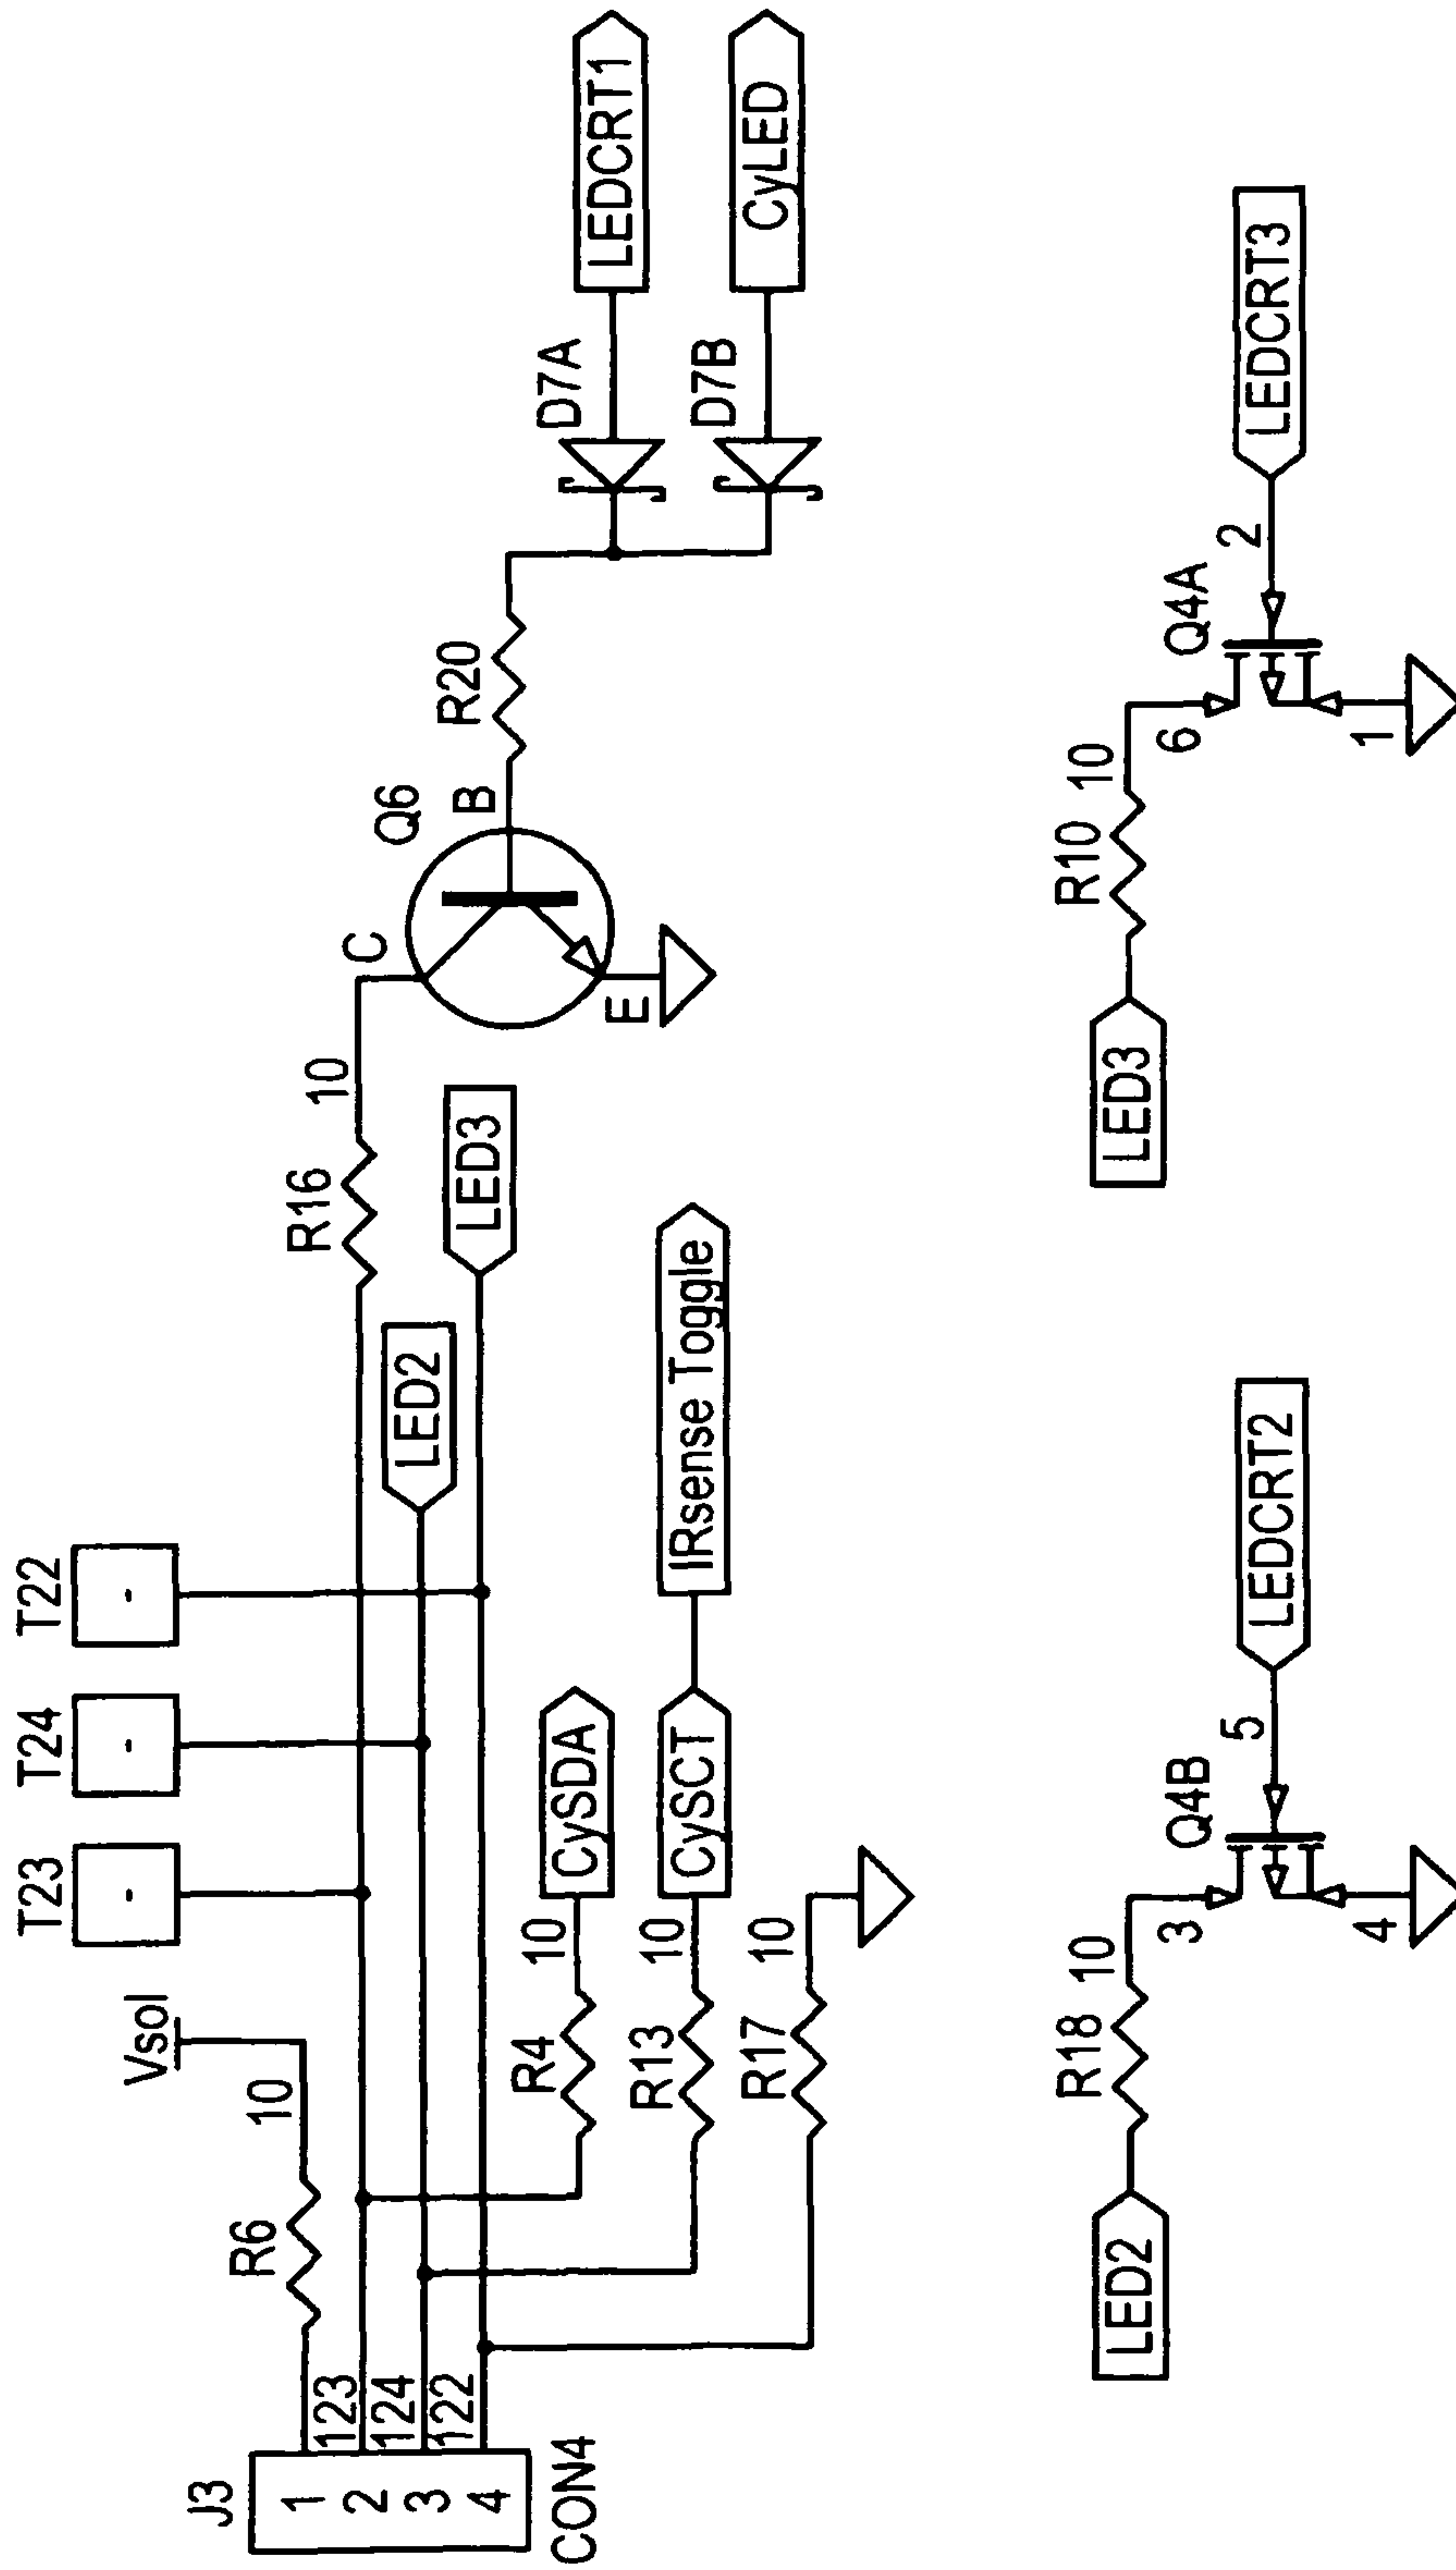 J3
1
2
3
4
CON4
123
124
122
R6
10
Vsol
T23
-
T24
-
T22
-
R4
10
CySDA
R13
10
CySCT
IRsense Toggle
R17
10
LED2
LED3
R16
10
C
Q6
B
E
R20
D7A
LEDCRT1
D7B
CyLED
LED2
R18
10
3
Q4B
5
4
LEDCRT2
LED3
R10
10
6
Q4A
2
1
LEDCRT3